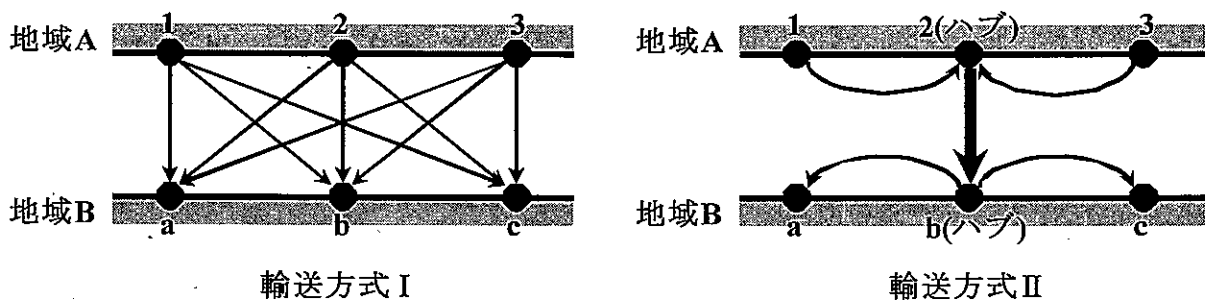 1 2 3
地域A
地域B
a b c
輸送方式Ⅰ
1 2(ハブ) 3
地域A
地域B
a b(ハブ) c
輸送方式Ⅱ